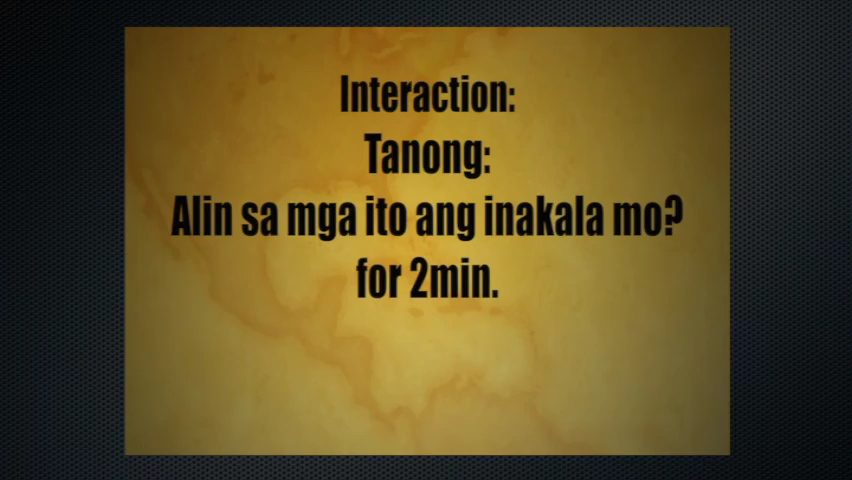 Interaction:
Tanong:
Alin sa mga ito ang inakala mo?
for 2min.